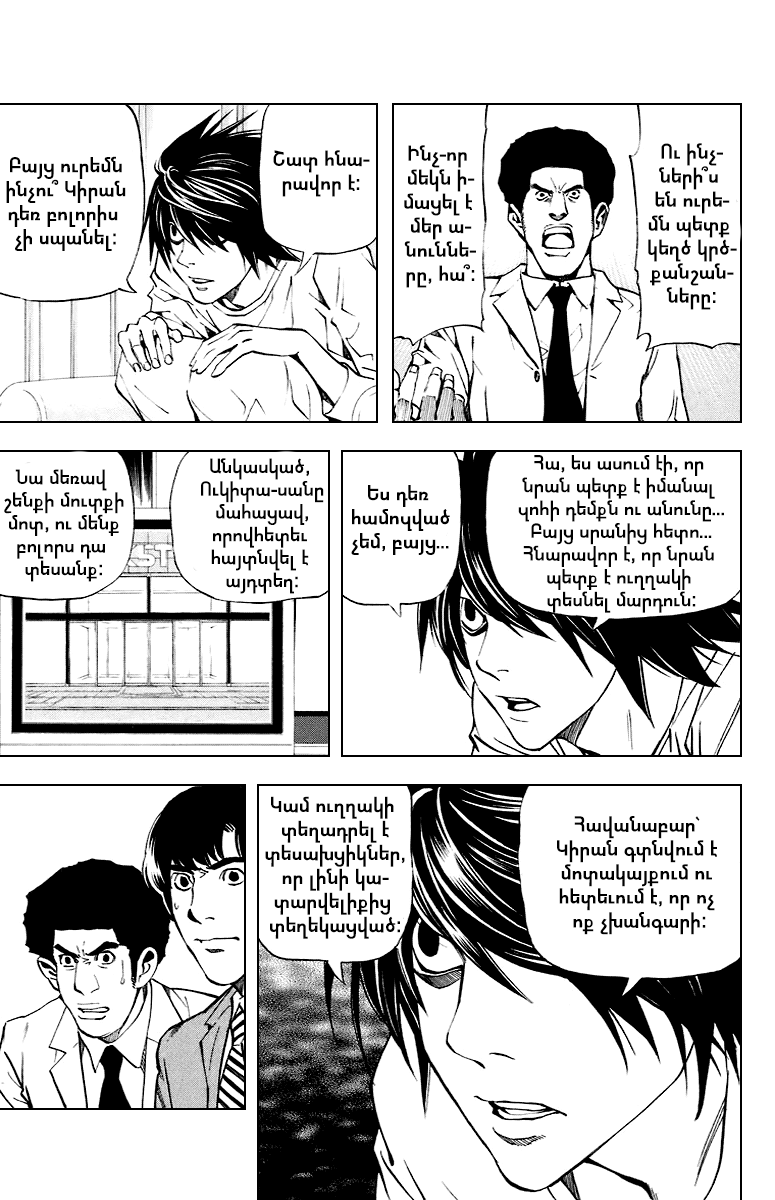 Ու ինչ-
ների՞ս
են ուրե-
մն պետք
կեղծ կրծ-
քանշան-
ները:
Ինչ-որ
մեկն ի-
մացել է
մեր ա-
նուննե-
րը, հա՞:
Շատ հնա-
րավոր է:
Բայց ուրեմն
ինչու՞ Կիրան
դեռ բոլորիս
չի սպանել:
Հա, ես ասում էի, որ
նրան պետք է իմանալ
զոհի դեմքն ու անունը...
Բայց սրանից հետո...
Հնարավոր է, որ նրան
պետք է ուղղակի
տեսնել մարդուն:
Ես դեռ
համոզված
չեմ, բայց...
Անկասկած,
Ուկիտա-սանը
մահացավ,
որովհետեւ
հայտնվել է
այդտեղ:
Նա մեռավ
շենքի մուտքի
մոտ, ու մենք
բոլորս դա
տեսանք:
ST
Հավանաբար՝
Կիրան գտնվում է
մոտակայքում ու
հետեւում է, որ ոչ
ոք չխանգարի:
Կամ ուղղակի
տեղադրել է
տեսախցիկներ,
որ լինի կա-
տարվելիքից
տեղեկացված: